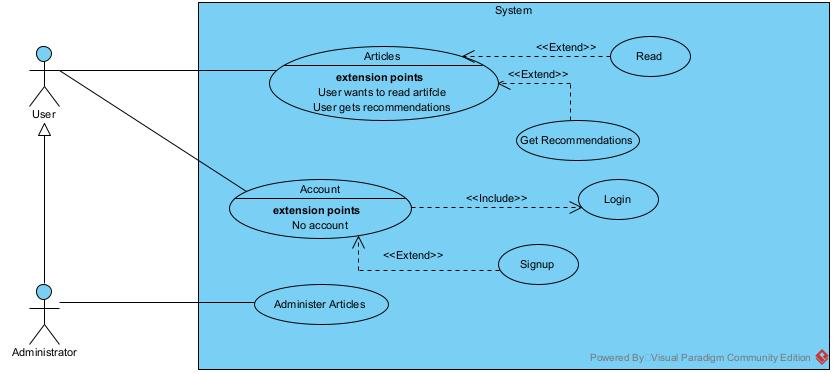 System
Articles
extension points
User wants to read artifcle
User gets recommendations
<<Extend>>
Read
<<Extend>>
Get Recommendations
User
Account
extension points
No account
<<Include>>
Login
<<Extend>>
Signup
Administer Articles
Administrator
Powered By Visual Paradigm Community Edition